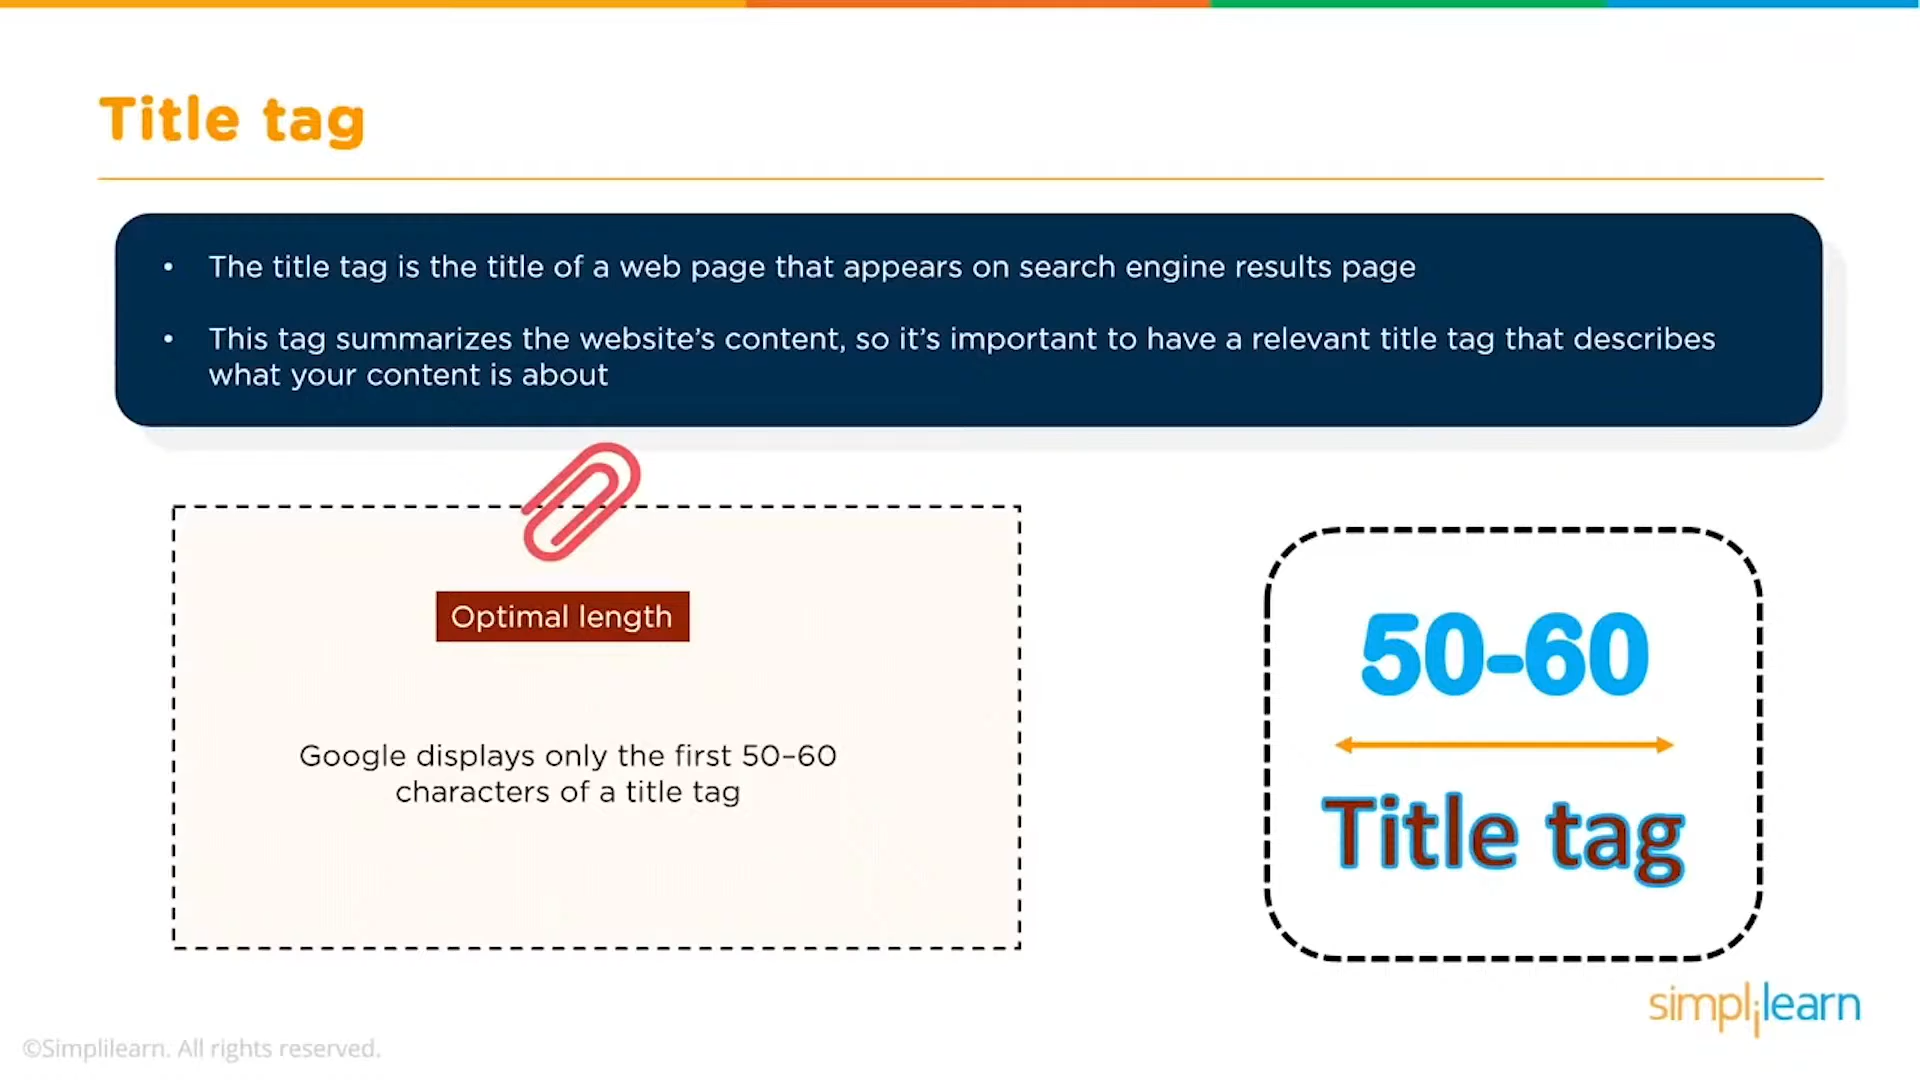 Title tag
• The title tag is the title of a web page that appears on search engine results page
• This tag summarizes the website’s content, so it’s important to have a relevant title tag that describes
what your content is about
Optimal length
Google displays only the first 50–60
characters of a title tag
50-60
Title tag
simplilearn
©Simplilearn. All rights reserved.